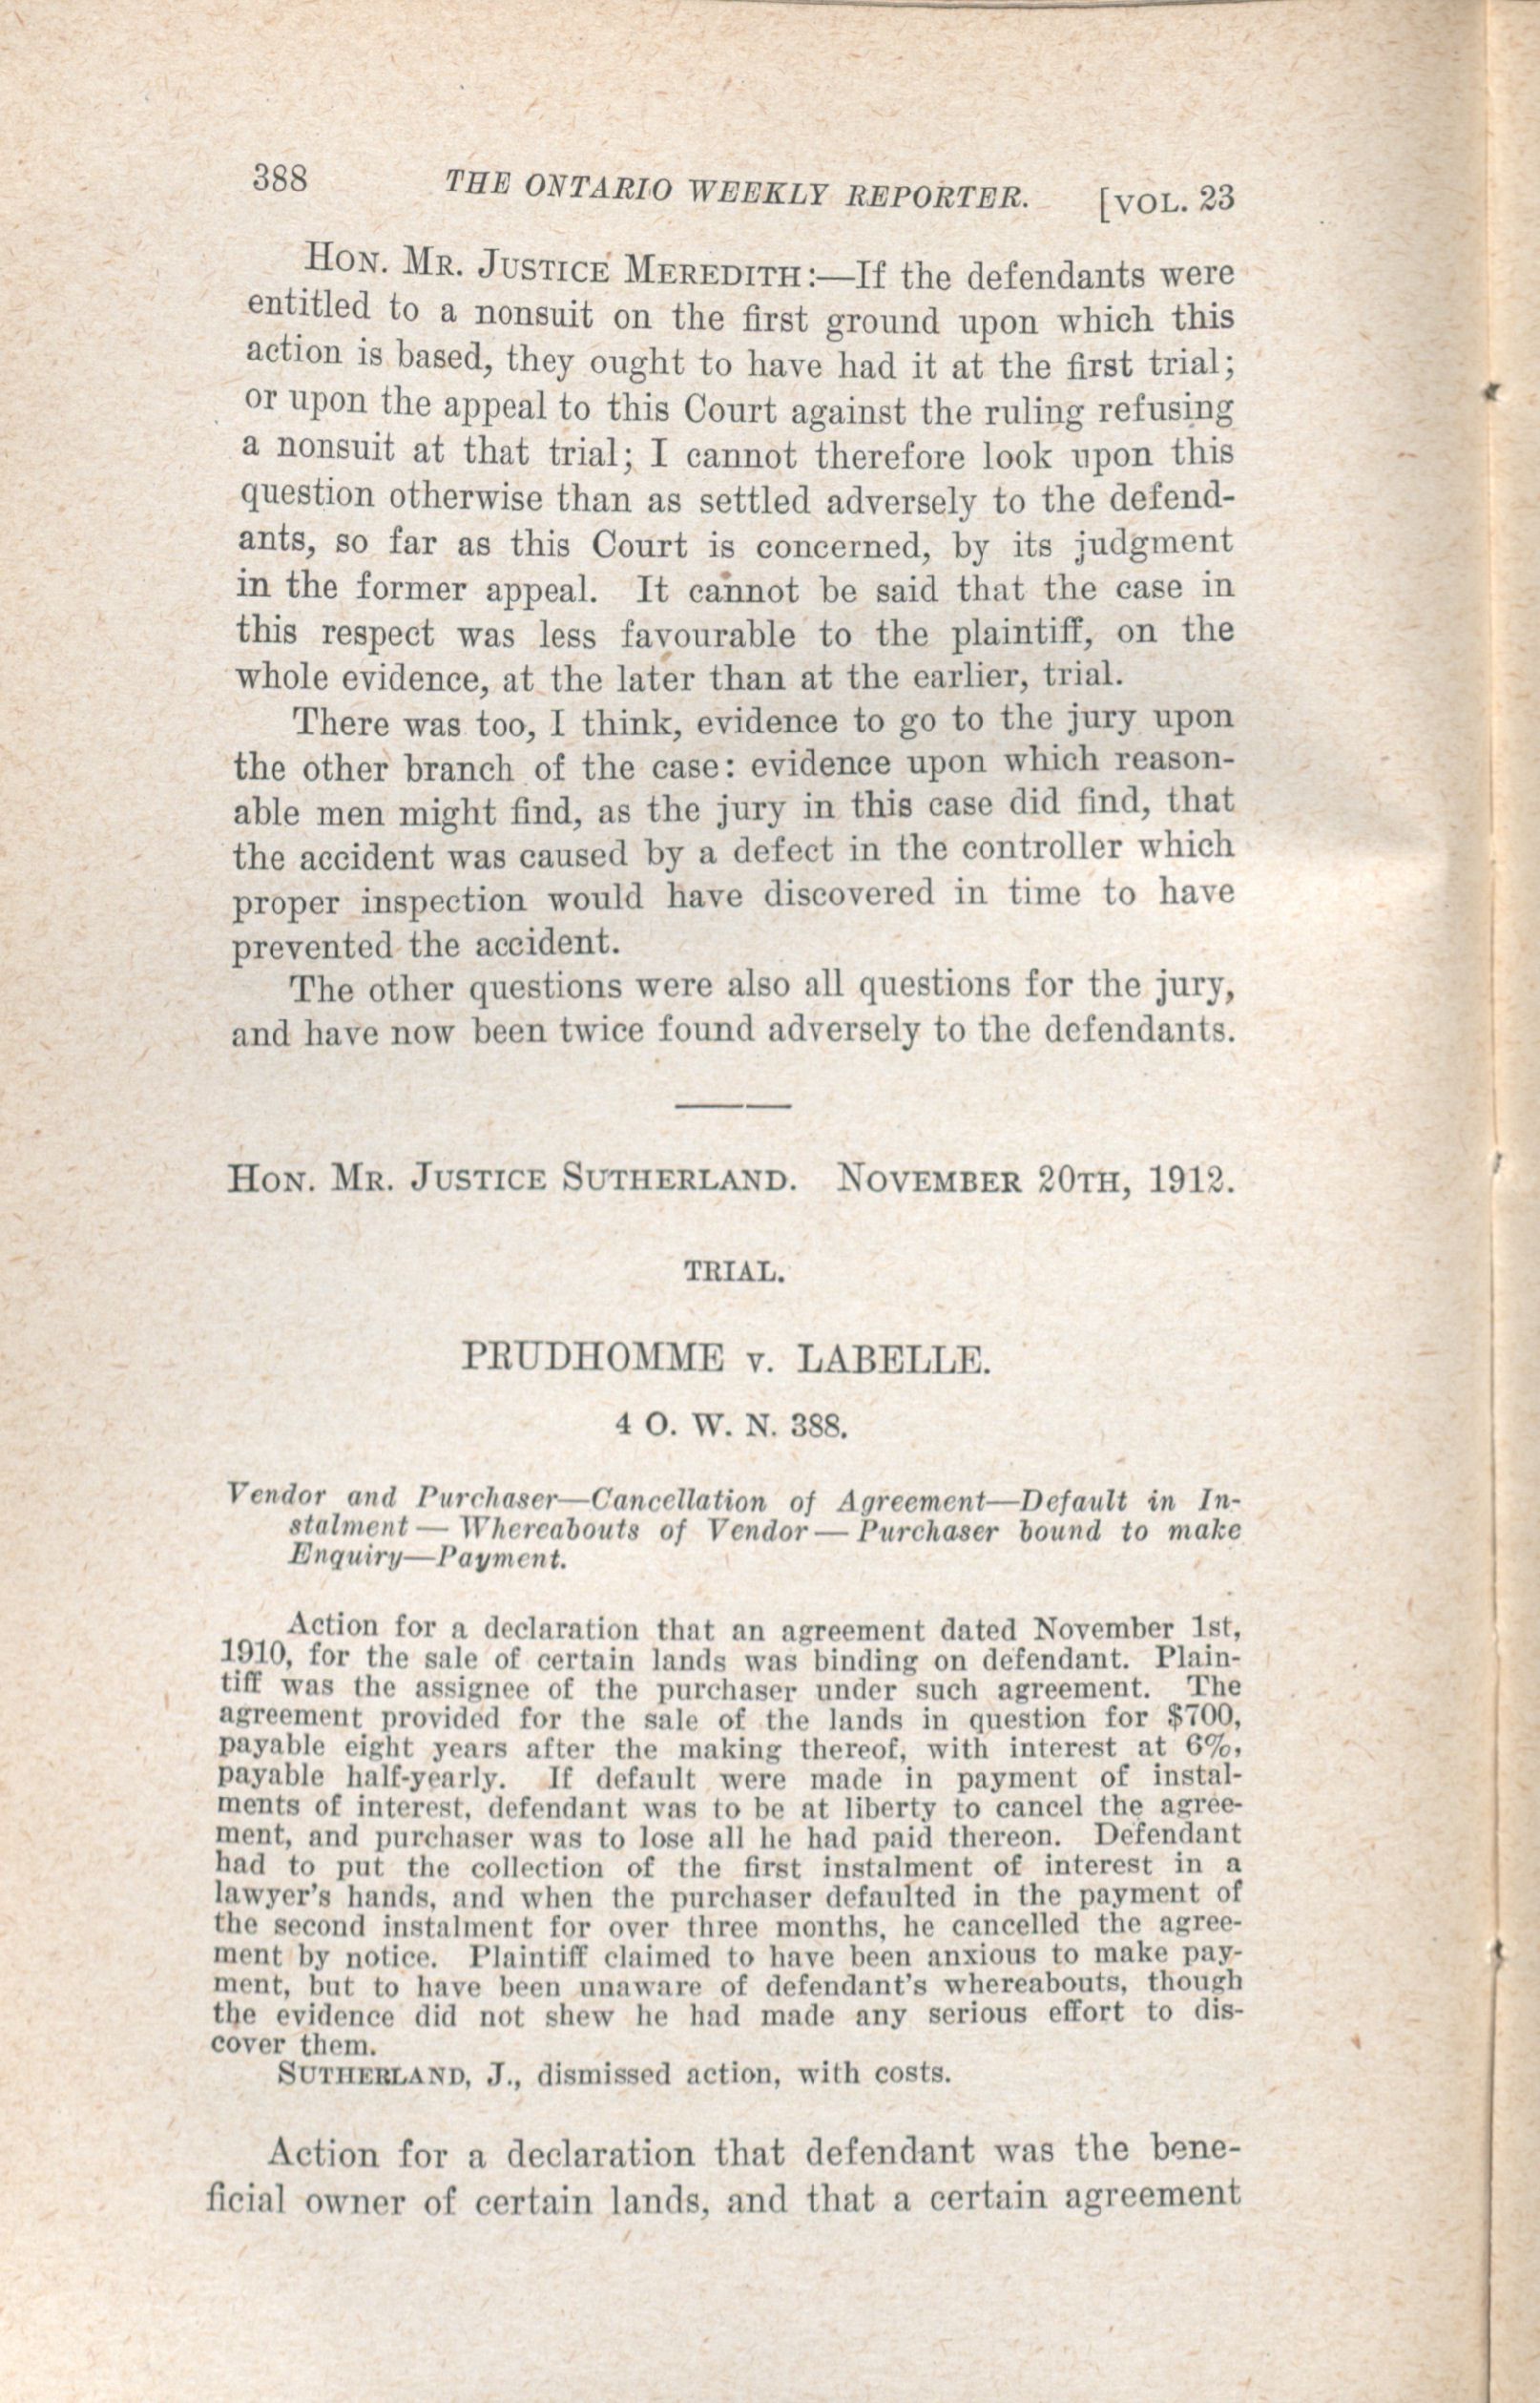 388 THE ONTARIO WEEKLY REPORTER. [VOL. 23
HON. MR. JUSTICE MEREDITH:—If the defendants were
entitled to a nonsuit on the first ground upon which this
action is based, they ought to have had it at the first trial;
or upon the appeal to this Court against the ruling refusing
a nonsuit at that trial; I cannot therefore look upon this
question otherwise than as settled adversely to the defend-
ants, so far as this Court is concerned, by its judgment
in the former appeal. It cannot be said that the case in
this respect was less favourable to the plaintiff, on the
whole evidence, at the later than at the earlier, trial.
There was too, I think, evidence to go to the jury upon
the other branch of the case: evidence upon which reason-
able men might find, as the jury in this case did find, that
the accident was caused by a defect in the controller which
proper inspection would have discovered in time to have
prevented the accident.
The other questions were also all questions for the jury,
and have now been twice found adversely to the defendants.
HON. MR. JUSTICE SUTHERLAND. NOVEMBER 20TH, 1912.
TRIAL.
PRUDHOMME v. LABELLE.
4 O. W. N. 388.
Vendor and Purchaser—Cancellation of Agreement—Default in In-
stalment — Whereabouts of Vendor — Purchaser bound to make
Enquiry—Payment.
Action for a declaration that an agreement dated November 1st,
1910, for the sale of certain lands was binding on defendant. Plain-
tiff was the assignee of the purchaser under such agreement. The
agreement provided for the sale of the lands in question for $700,
payable eight years after the making thereof, with interest at 6%,
payable half-yearly. If default were made in payment of instal-
ments of interest, defendant was to be at liberty to cancel the agree-
ment, and purchaser was to lose all he had paid thereon. Defendant
had to put the collection of the first instalment of interest in a
lawyer's hands, and when the purchaser defaulted in the payment of
the second instalment for over three months, he cancelled the agree-
ment by notice. Plaintiff claimed to have been anxious to make pay-
ment, but to have been unaware of defendant's whereabouts, though
the evidence did not shew he had made any serious effort to dis-
cover them.
SUTHERLAND, J., dismissed action, with costs.
Action for a declaration that defendant was the bene-
ficial owner of certain lands, and that a certain agreement